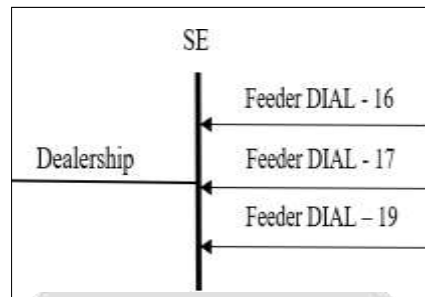 SE
Feeder DIAL - 16
Dealership
Feeder DIAL - 17
Feeder DIAL – 19